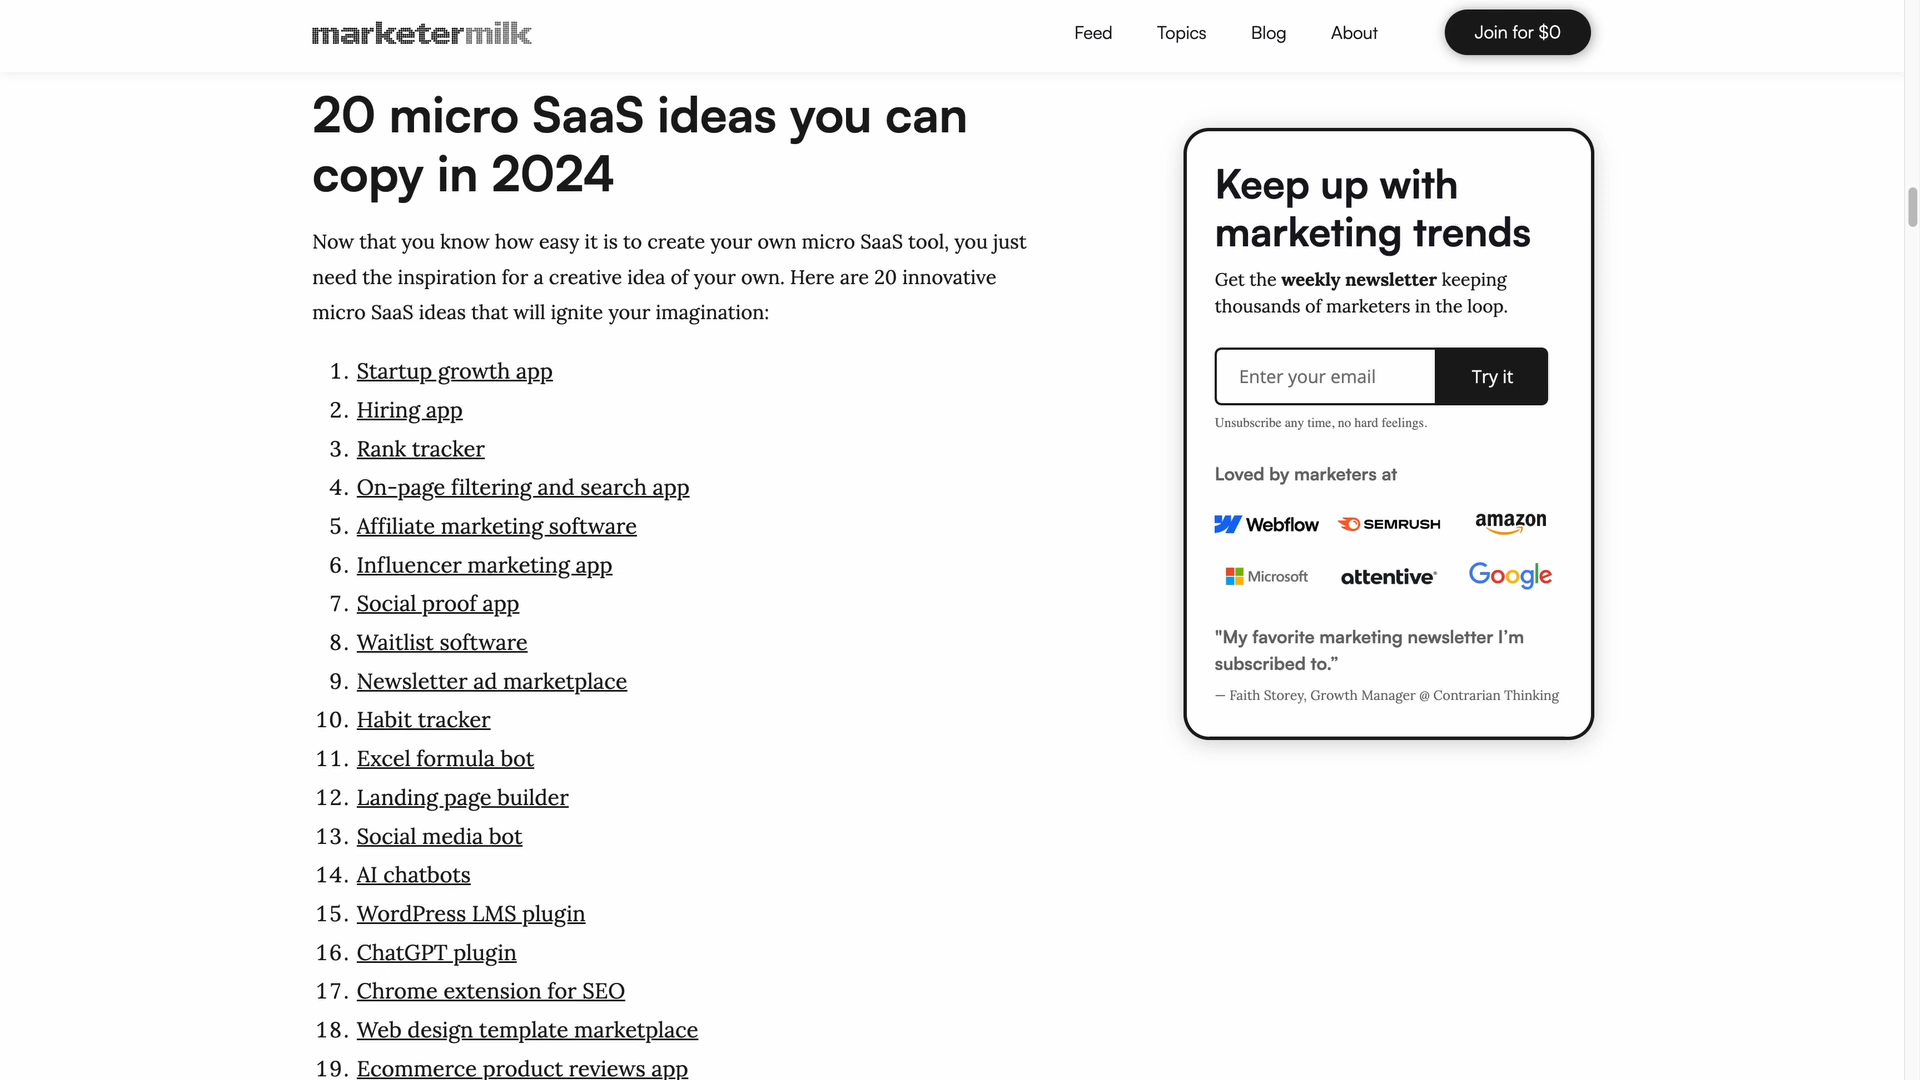 marketermilk
Feed
Topics
Blog
About
Join for $0
20 micro SaaS ideas you can
copy in 2024
Now that you know how easy it is to create your own micro SaaS tool, you just
need the inspiration for a creative idea of your own. Here are 20 innovative
micro SaaS ideas that will ignite your imagination:
1. Startup growth app
2. Hiring app
3. Rank tracker
4. On-page filtering and search app
5. Affiliate marketing software
6. Influencer marketing app
7. Social proof app
8. Waitlist software
9. Newsletter ad marketplace
10. Habit tracker
11. Excel formula bot
12. Landing page builder
13. Social media bot
14. AI chatbots
15. WordPress LMS plugin
16. ChatGPT plugin
17. Chrome extension for SEO
18. Web design template marketplace
19. Ecommerce product reviews app
Keep up with
marketing trends
Get the weekly newsletter keeping
thousands of marketers in the loop.
Enter your email
Try it
Unsubscribe any time, no hard feelings.
Loved by marketers at
Webflow
SEMRUSH
amazon
Microsoft
attentive®
Google
"My favorite marketing newsletter I’m
subscribed to.”
— Faith Storey, Growth Manager @ Contrarian Thinking